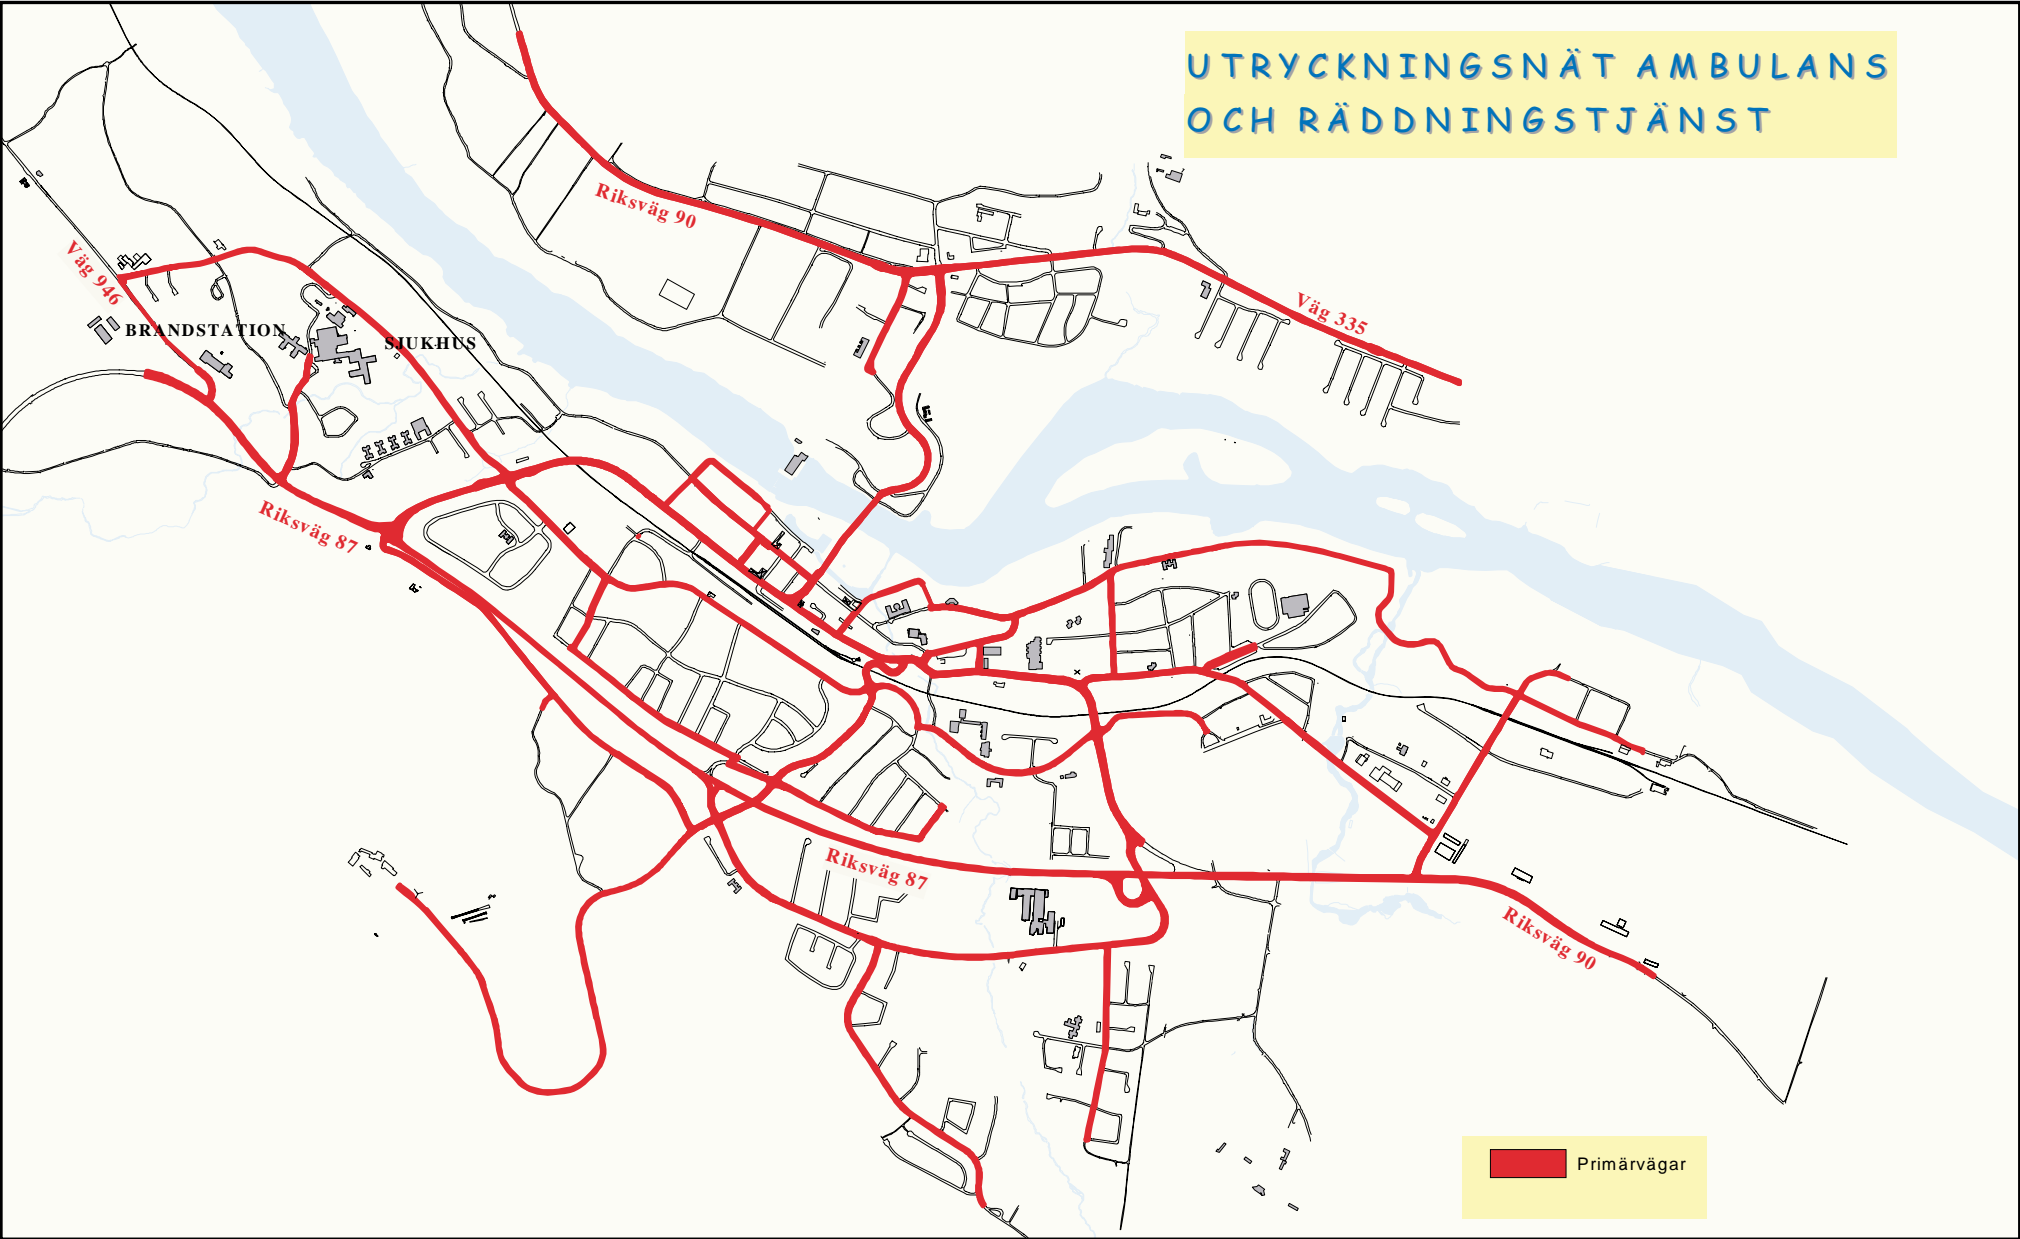 UTRYCKNINGSNÄT AMBULANS
OCH RÄDDNINGSTJÄNST
Riksväg 90
Väg 946
Väg 335
BRANDSTATION
SJUKHUS
Riksväg 87
Riksväg 87
Riksväg 90
Primärvägar